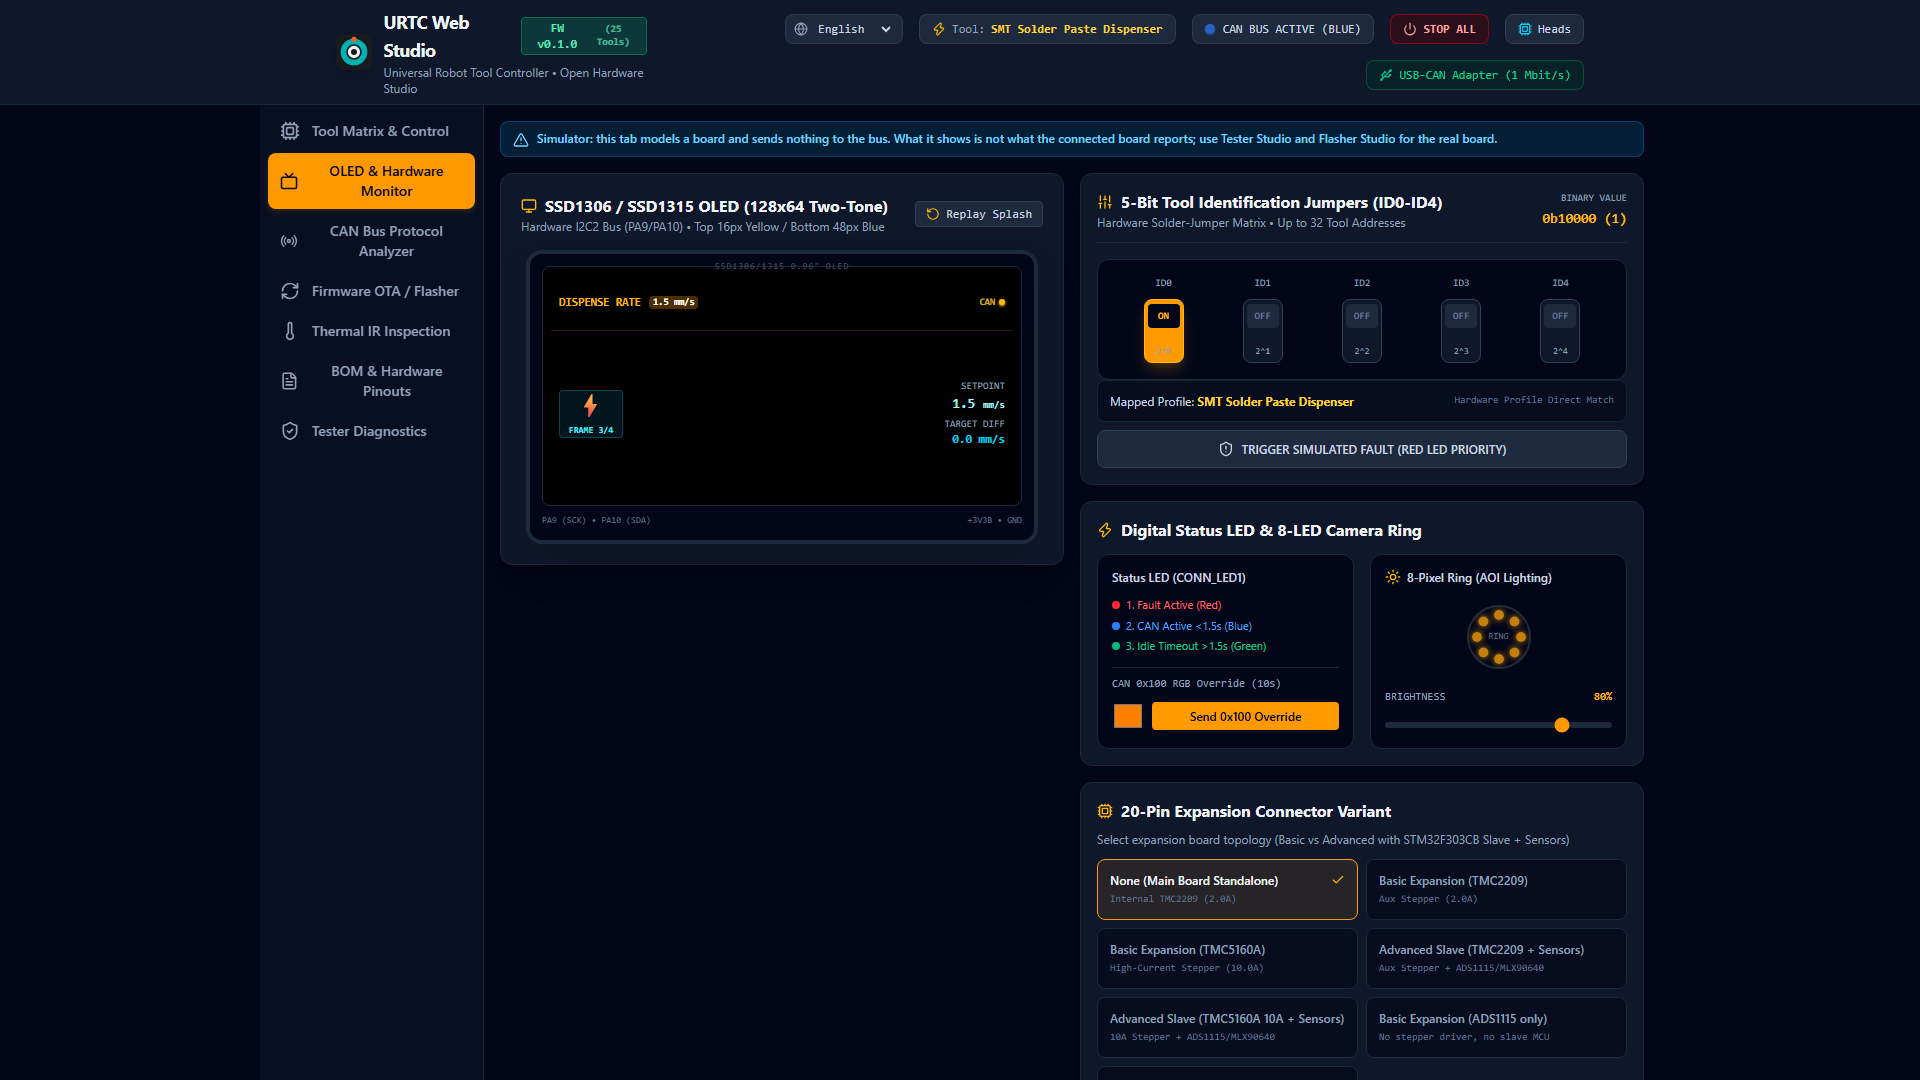 URTC Web Studio
FW v0.1.0 (25 Tools)
Universal Robot Tool Controller • Open Hardware Studio
English
Tool: SMT Solder Paste Dispenser
CAN BUS ACTIVE (BLUE)
STOP ALL
Heads
USB-CAN Adapter (1 Mbit/s)
Tool Matrix & Control
OLED & Hardware Monitor
CAN Bus Protocol Analyzer
Firmware OTA / Flasher
Thermal IR Inspection
BOM & Hardware Pinouts
Tester Diagnostics
Simulator: this tab models a board and sends nothing to the bus. What it shows is not what the connected board reports; use Tester Studio and Flasher Studio for the real board.
SSD1306 / SSD1315 OLED (128x64 Two-Tone)
Hardware I2C2 Bus (PA9/PA10) • Top 16px Yellow / Bottom 48px Blue
Replay Splash
SSD1306/1315 0.96" OLED
DISPENSE RATE 1.5 mm/s
CAN
FRAME 3/4
SETPOINT
1.5 mm/s
TARGET DIFF
0.0 mm/s
PA9 (SCK) • PA10 (SDA)
+3V3B • GND
5-Bit Tool Identification Jumpers (ID0-ID4)
Hardware Solder-Jumper Matrix • Up to 32 Tool Addresses
BINARY VALUE
0b10000 (1)
ID0 ID1 ID2 ID3 ID4
ON OFF OFF OFF OFF
2^1 2^2 2^3 2^4
Mapped Profile: SMT Solder Paste Dispenser
Hardware Profile Direct Match
TRIGGER SIMULATED FAULT (RED LED PRIORITY)
Digital Status LED & 8-LED Camera Ring
Status LED (CONN_LED1)
1. Fault Active (Red)
2. CAN Active <1.5s (Blue)
3. Idle Timeout >1.5s (Green)
CAN 0x100 RGB Override (10s)
Send 0x100 Override
8-Pixel Ring (AOI Lighting)
RING
BRIGHTNESS 80%
20-Pin Expansion Connector Variant
Select expansion board topology (Basic vs Advanced with STM32F303CB Slave + Sensors)
None (Main Board Standalone)
Internal TMC2209 (2.0A)
Basic Expansion (TMC2209)
Aux Stepper (2.0A)
Basic Expansion (TMC5160A)
High-Current Stepper (10.0A)
Advanced Slave (TMC2209 + Sensors)
Aux Stepper + ADS1115/MLX90640
Advanced Slave (TMC5160A 10A + Sensors)
10A Stepper + ADS1115/MLX90640
Basic Expansion (ADS1115 only)
No stepper driver, no slave MCU